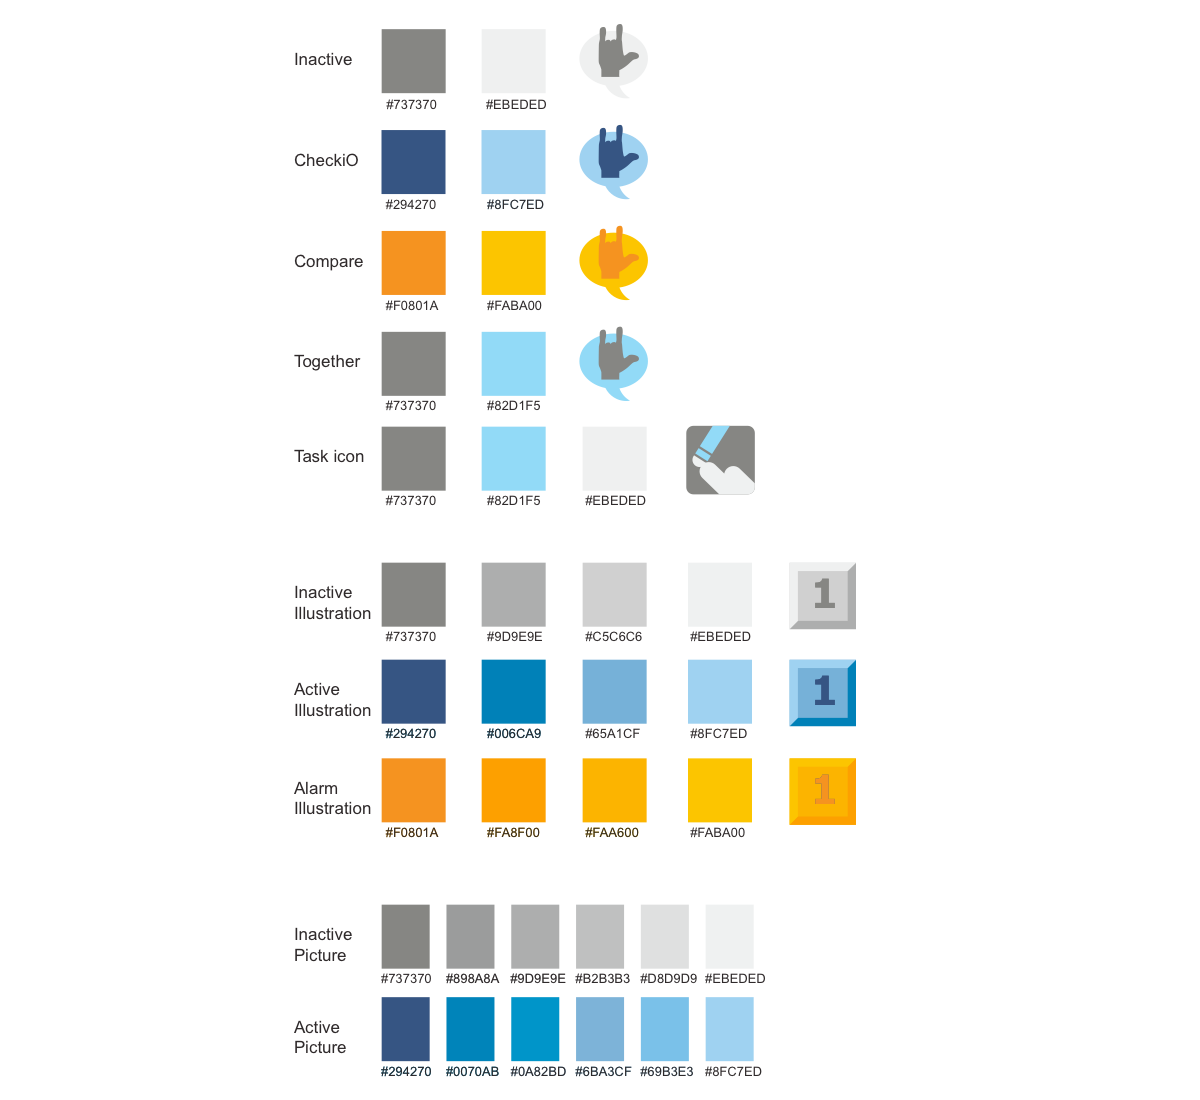 Inactive
#737370 #EBEDED
CheckiO
#294270 #8FC7ED
Compare
#F0801A #FABA00
Together
#737370 #82D1F5
Task icon
#737370 #82D1F5 #EBEDED
Inactive
Illustration
1
#737370 #9D9E9E #C5C6C6 #EBEDED
Active
Illustration
1
#294270 #006CA9 #65A1CF #8FC7ED
Alarm
Illustration
1
#F0801A #FA8F00 #FAA600 #FABA00
Inactive
Picture
#737370 #898A8A #9D9E9E #B2B3B3 #D8D9D9 #EBEDED
Active
Picture
#294270 #0070AB #0A82BD #6BA3CF #69B3E3 #8FC7ED